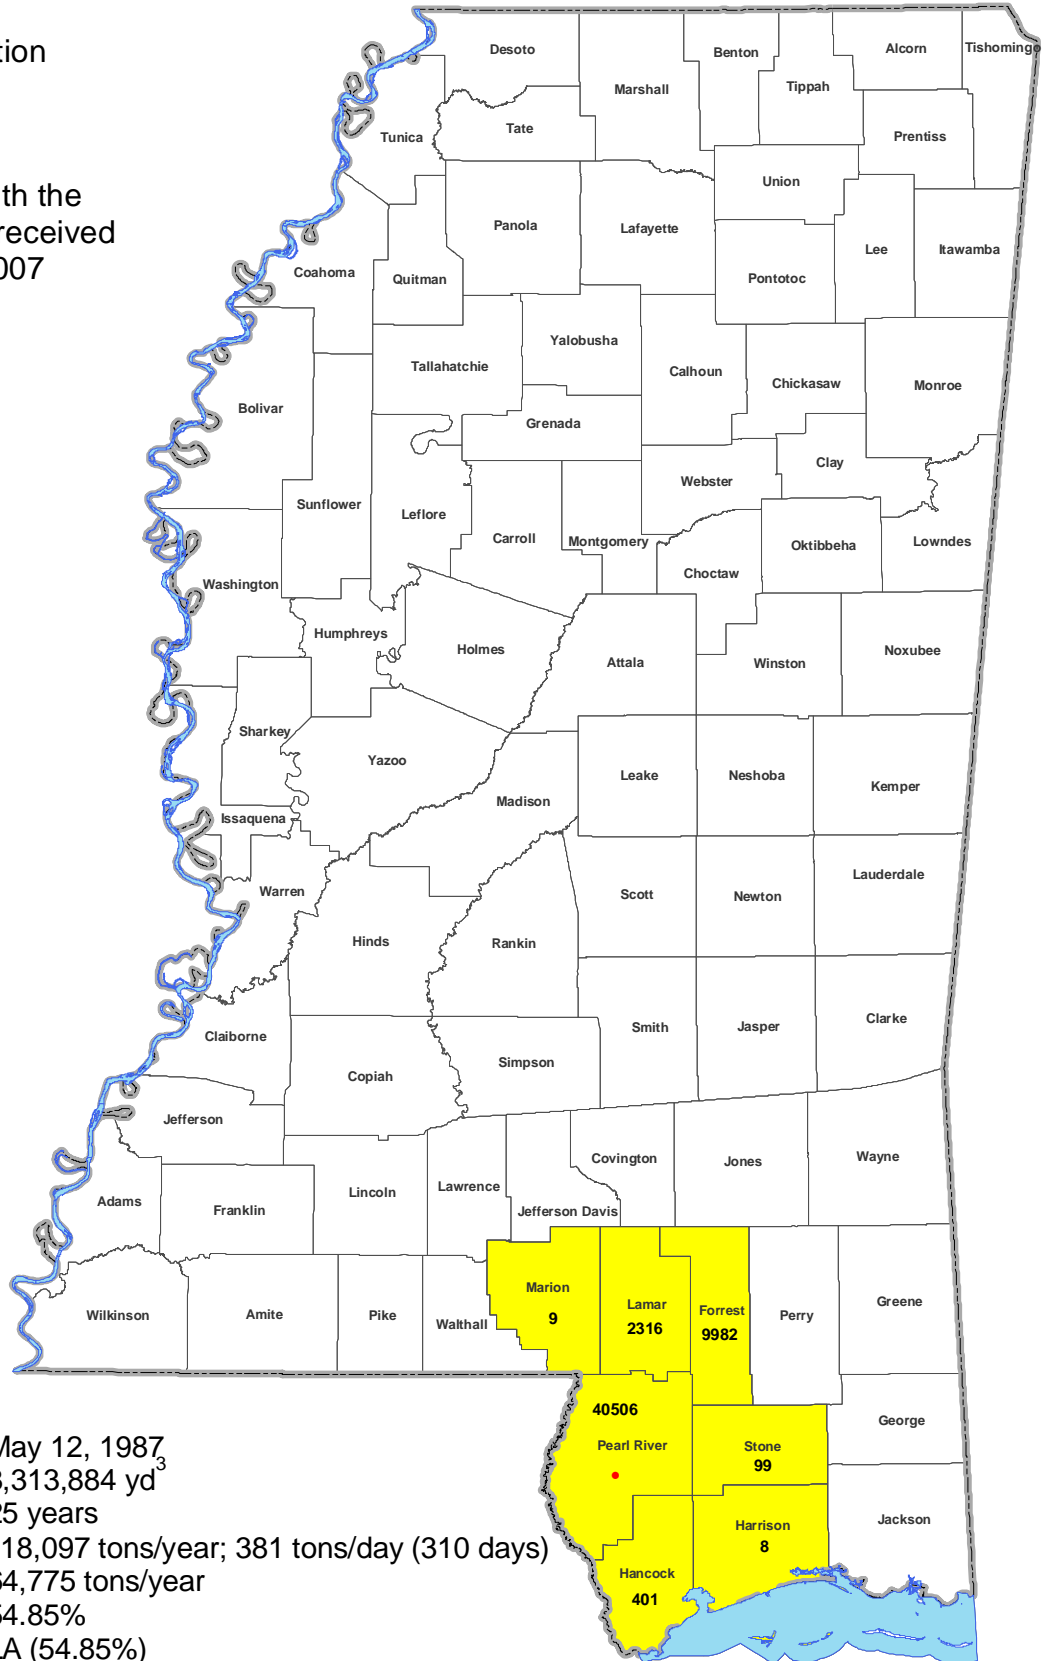 tion
th the
received
007
Desoto
Benton
Alcorn
Tishomingo
Marshall
Tippah
Tate
Tunica
Prentiss
Union
Panola
Lafayette
Lee
Itawamba
Coahoma
Quitman
Pontotoc
Yalobusha
Tallahatchie
Calhoun
Chickasaw
Monroe
Bolivar
Grenada
Clay
Webster
Sunflower
Leflore
Carroll
Montgomery
Oktibbeha
Lowndes
Choctaw
Washington
Humphreys
Holmes
Attala
Winston
Noxubee
Sharkey
Yazoo
Leake
Neshoba
Kemper
Madison
Issaquena
Warren
Scott
Newton
Lauderdale
Hinds
Rankin
Claiborne
Smith
Jasper
Clarke
Copiah
Simpson
Jefferson
Covington
Jones
Wayne
Adams
Franklin
Lincoln
Lawrence
Jefferson Davis
Marion
9
Lamar
2316
Forrest
9982
Perry
Greene
Wilkinson
Amite
Pike
Walthall
40506
Pearl River
Stone
99
George
Harrison
8
Jackson
Hancock
401
May 12, 1987
3,313,884 yd³
25 years
18,097 tons/year; 381 tons/day (310 days)
64,775 tons/year
54.85%
LA (54.85%)